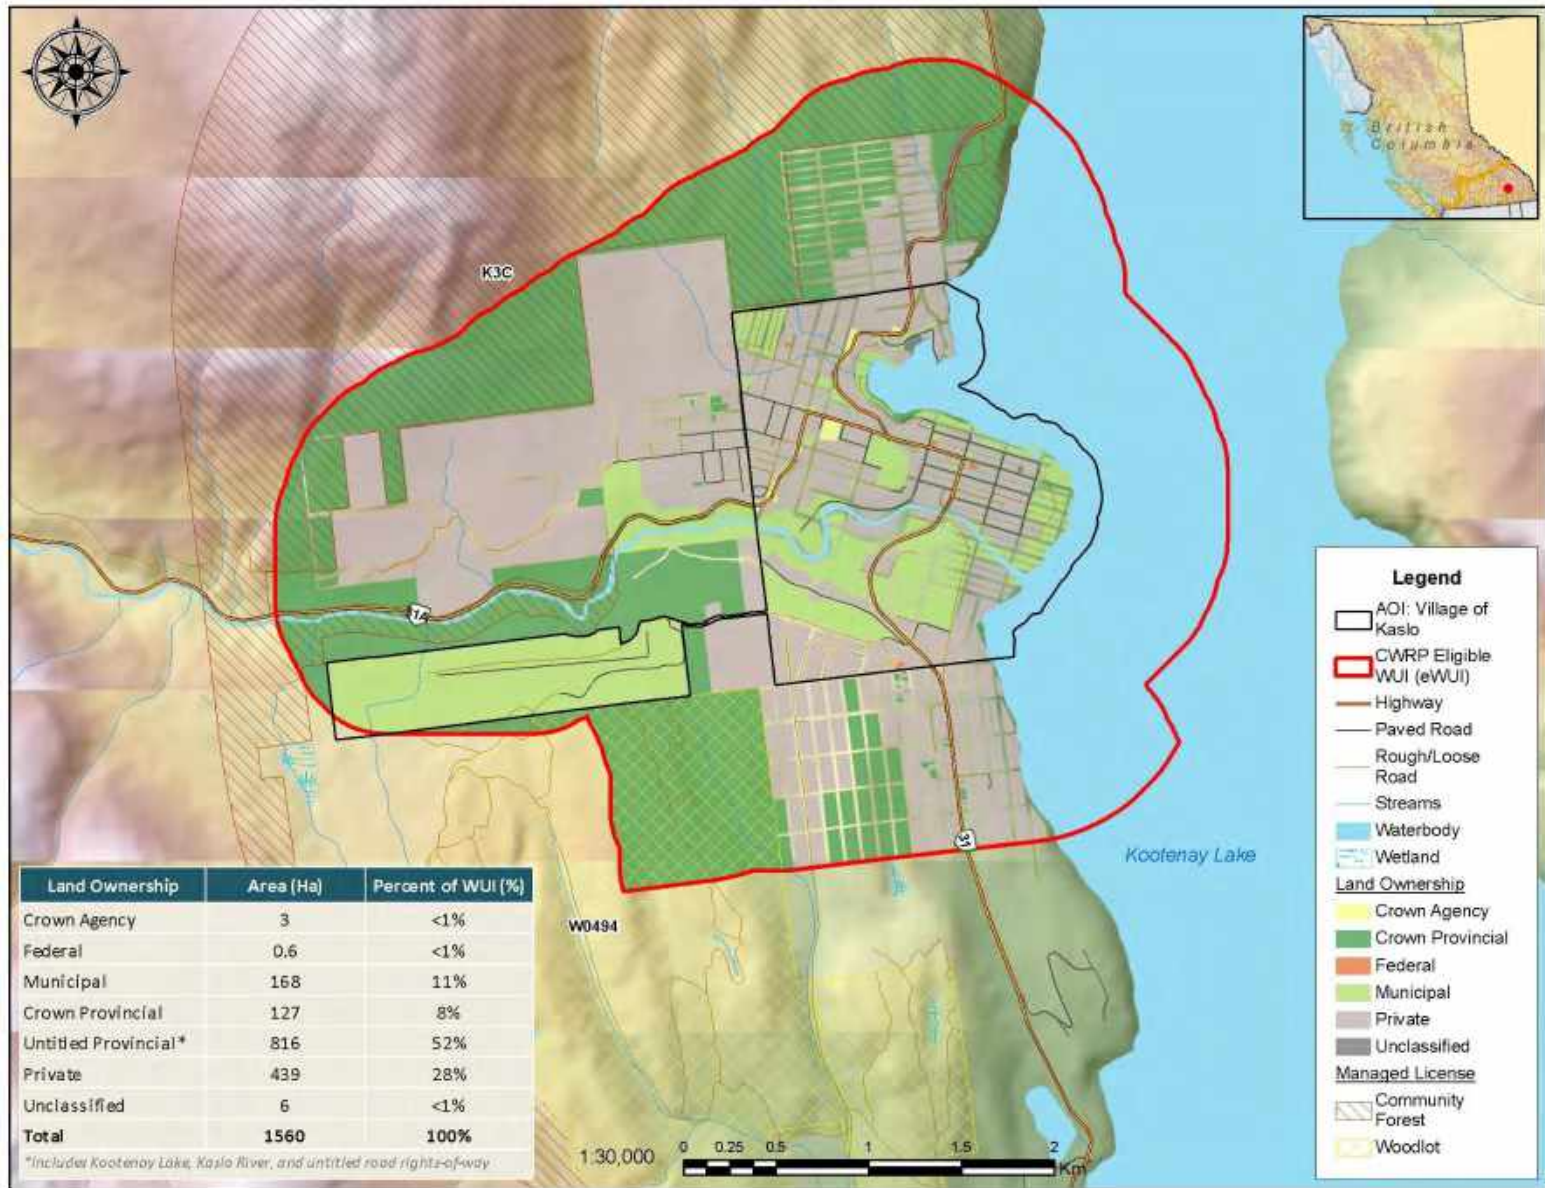 British
Columbia
K3C
1A
Kootenay Lake
31
W0494
Legend
AOI: Village of
Kaslo
CWRP Eligible
WUI (eWUI)
Highway
Paved Road
Rough/Loose
Road
Streams
Waterbody
Wetland
Land Ownership
Crown Agency
Crown Provincial
Federal
Municipal
Private
Unclassified
Managed License
Community
Forest
Woodlot
Land Ownership Area (Ha) Percent of WUI (%)
Crown Agency 3 <1%
Federal 0.6 <1%
Municipal 168 11%
Crown Provincial 127 8%
Untitled Provincial* 816 52%
Private 439 28%
Unclassified 6 <1%
Total 1560 100%
*Includes Kootenay Lake, Kaslo River, and untitled road rights-of-way
1:30,000
0 0.25 0.5 1 1.5 2
Km